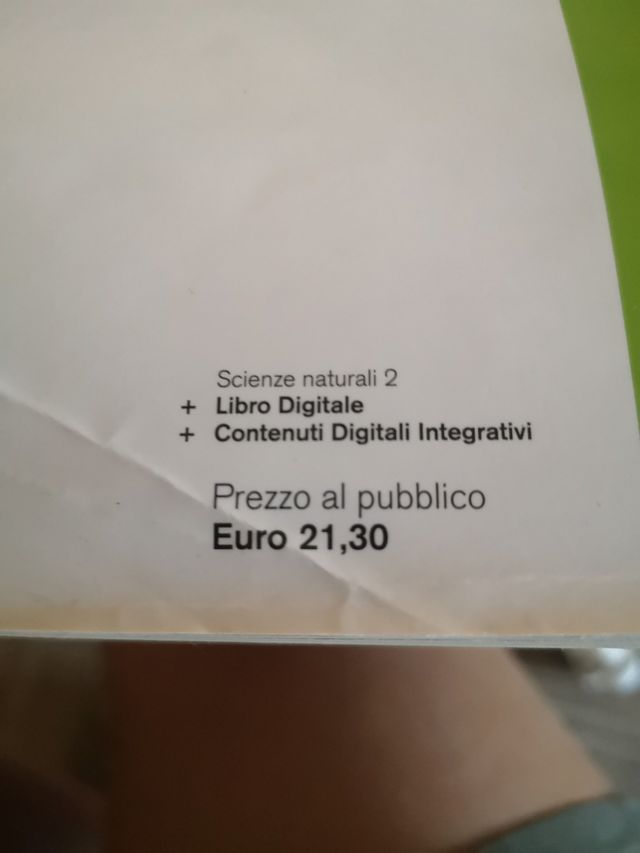 Scienze naturali 2
+ Libro Digitale
+ Contenuti Digitali Integrativi
Prezzo al pubblico
Euro 21,30